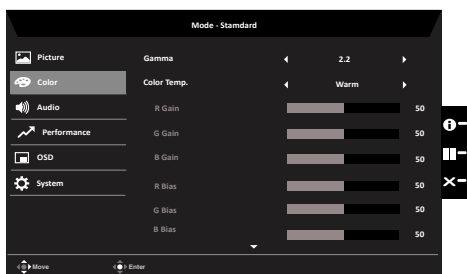 Mode - Standard
Picture
Gamma 2.2
Color
Color Temp. Warm
Audio
R Gain 50
Performance
G Gain 50
OSD
B Gain 50
System
R Bias 50
G Bias 50
B Bias 50
Move Enter